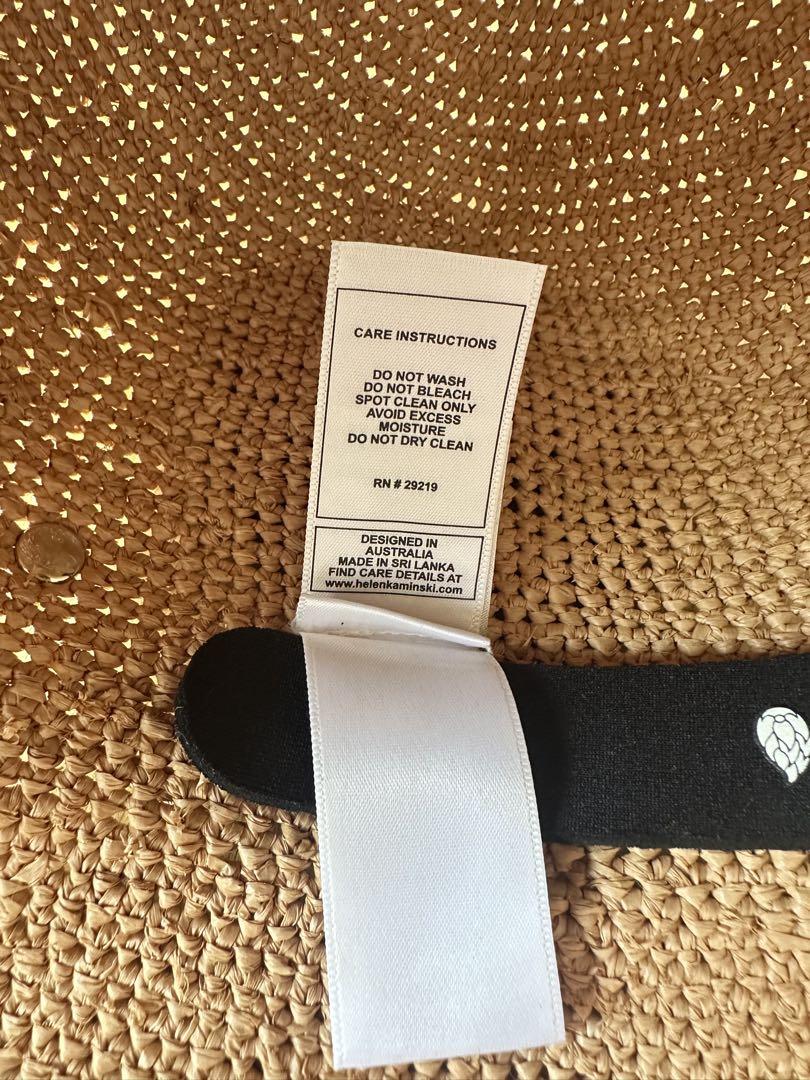 CARE INSTRUCTIONS
DO NOT WASH
DO NOT BLEACH
SPOT CLEAN ONLY
AVOID EXCESS
MOISTURE
DO NOT DRY CLEAN
RN # 29219
DESIGNED IN
AUSTRALIA
MADE IN SRI LANKA
FIND CARE DETAILS AT
www.helenkaminski.com